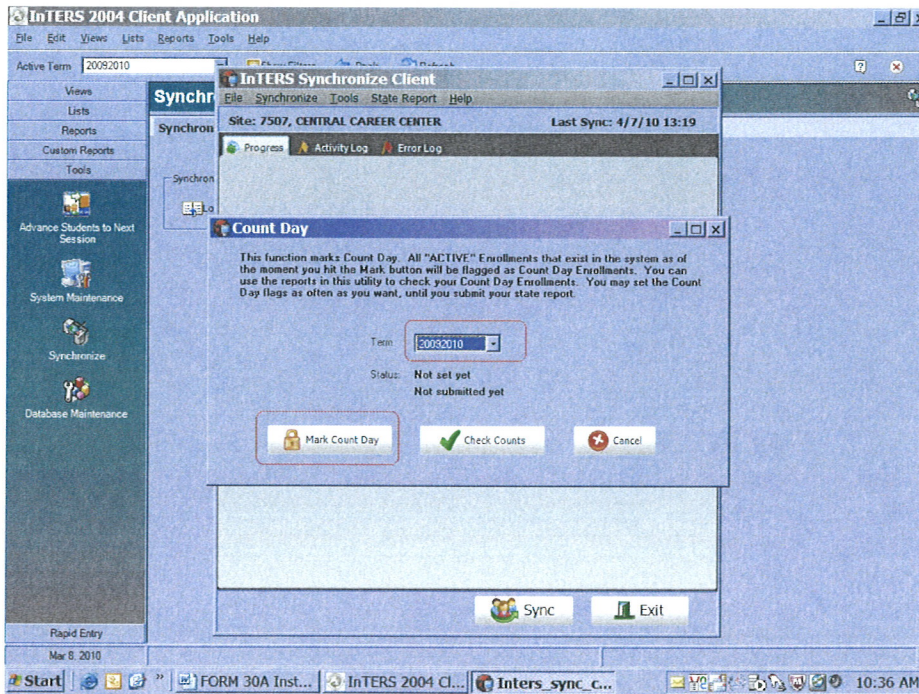 InTERS 2004 Client Application
File Edit Views Lists Reports Tools Help
Active Term 20092010
Views
Lists
Reports
Custom Reports
Tools
Advance Students to Next
Session
System Maintenance
Synchronize
Database Maintenance
Rapid Entry
Mar 8, 2010
Synchr
Synchron
Synchron
Lo
InTERS Synchronize Client
File Synchronize Tools State Report Help
Site: 7507, CENTRAL CAREER CENTER Last Sync: 4/7/10 13:19
Progress Activity Log Error Log
Count Day
This function marks Count Day. All "ACTIVE" Enrollments that exist in the system as of
the moment you hit the Mark button will be flagged as Count Day Enrollments. You can
use the reports in this utility to check your Count Day Enrollments. You may set the Count
Day flags as often as you want, until you submit your state report.
Term: 20092010
Status: Not set yet
Not submitted yet
Mark Count Day Check Counts Cancel
Sync Exit
Start " FORM 30A Inst... InTERS 2004 Cl... Inters_sync_c... 10:36 AM